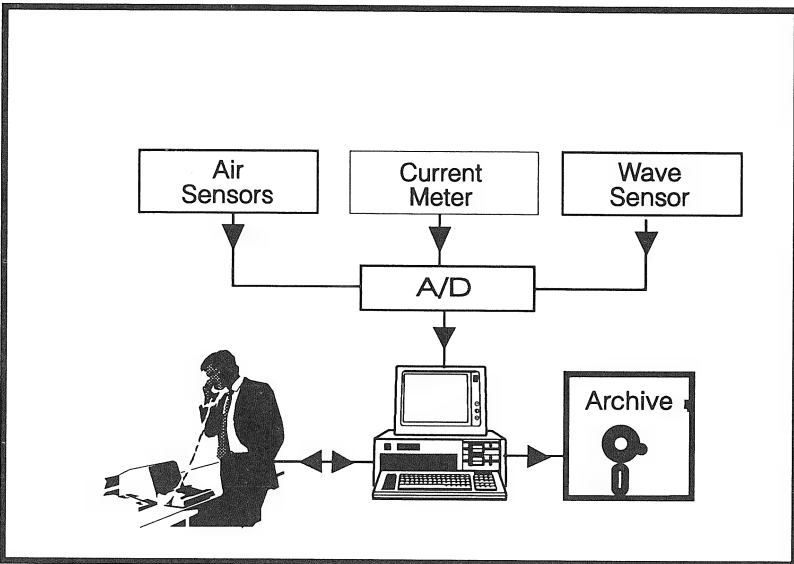 Air
Sensors
Current
Meter
Wave
Sensor
A/D
Archive